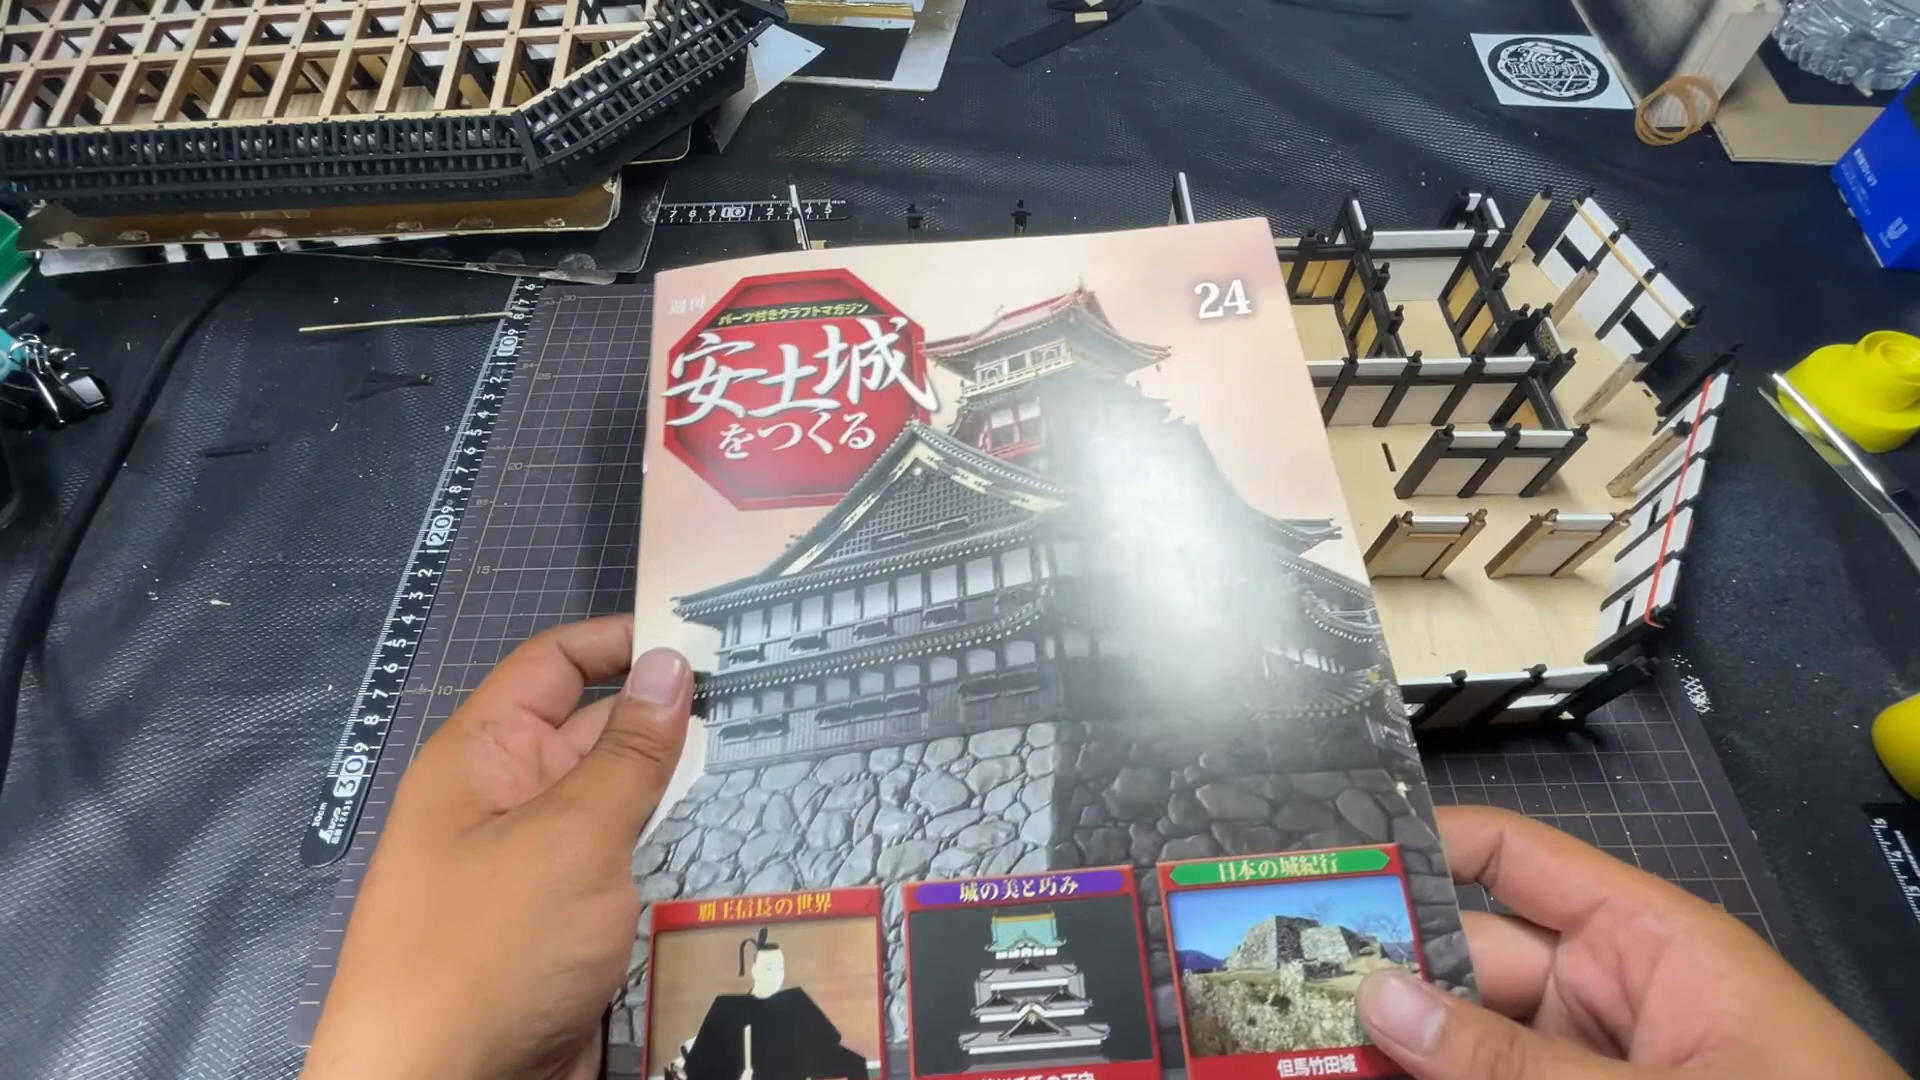 週刊
パーツ付きクラフトマガジン
安土城
をつくる
24
覇王信長の世界
城の美と巧み
日本の城紀行
但馬竹田城